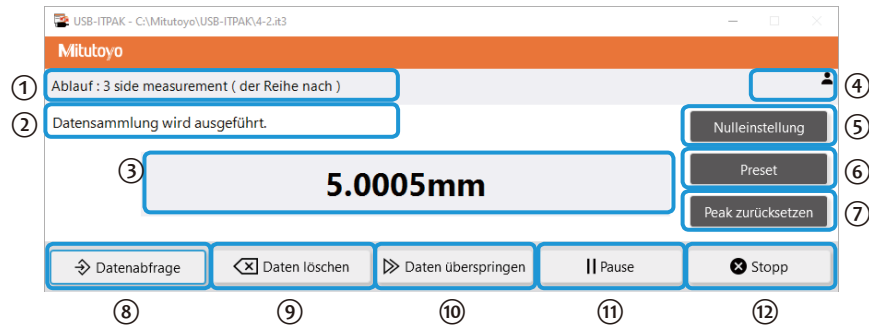 USB-ITPAK - C:\Mitutoyo\USB-ITPAK\4-2.it3
Mitutoyo
① Ablauf : 3 side measurement ( der Reihe nach ) ④
② Datensammlung wird ausgeführt. Nulleinstellung ⑤
③ 5.0005mm Preset ⑥
Peak zurücksetzen ⑦
Datenabfrage Daten löschen Daten überspringen Pause Stopp
⑧ ⑨ ⑩ ⑪ ⑫